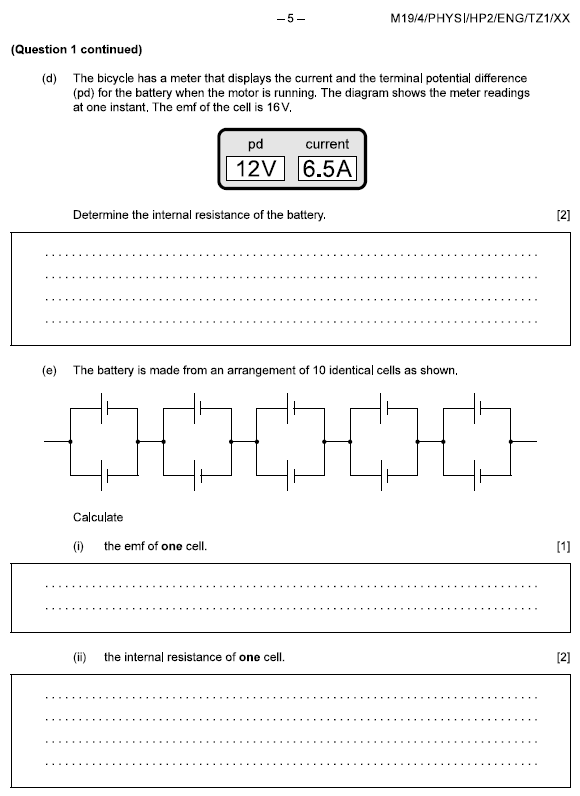 – 5 –
M19/4/PHYSI/HP2/ENG/TZ1/XX
(Question 1 continued)
(d) The bicycle has a meter that displays the current and the terminal potential difference
(pd) for the battery when the motor is running. The diagram shows the meter readings
at one instant. The emf of the cell is 16 V.
pd current
12V 6.5A
Determine the internal resistance of the battery. [2]
(e) The battery is made from an arrangement of 10 identical cells as shown.
Calculate
(i) the emf of one cell. [1]
(ii) the internal resistance of one cell. [2]